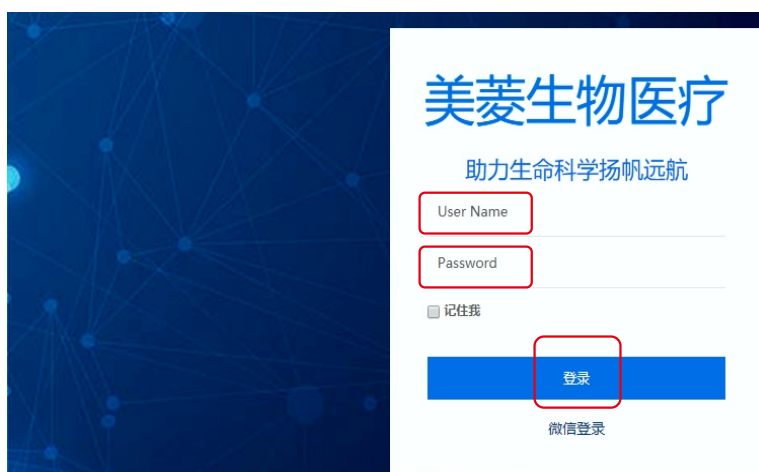 美菱生物医疗
助力生命科学扬帆远航
User Name
Password
记住我
登录
微信登录